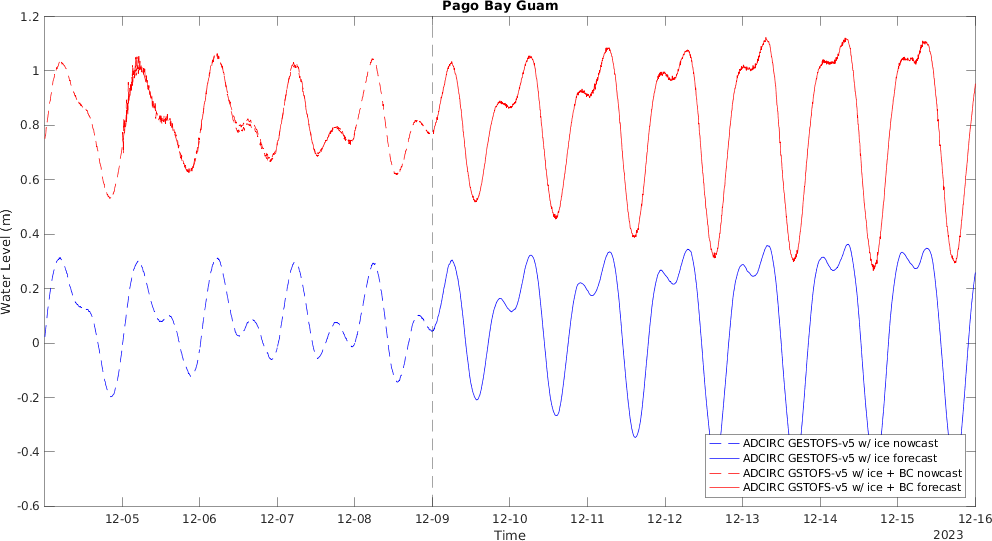 Pago Bay Guam
1.2
1
0.8
0.6
0.4
0.2
0
-0.2
-0.4
-0.6
Water Level (m)
ADCIRC GESTOFS-v5 w/ ice nowcast
ADCIRC GESTOFS-v5 w/ ice forecast
ADCIRC GSTOFS-v5 w/ ice + BC nowcast
ADCIRC GSTOFS-v5 w/ ice + BC forecast
12-05 12-06 12-07 12-08 12-09 12-10 12-11 12-12 12-13 12-14 12-15 12-16
Time
2023